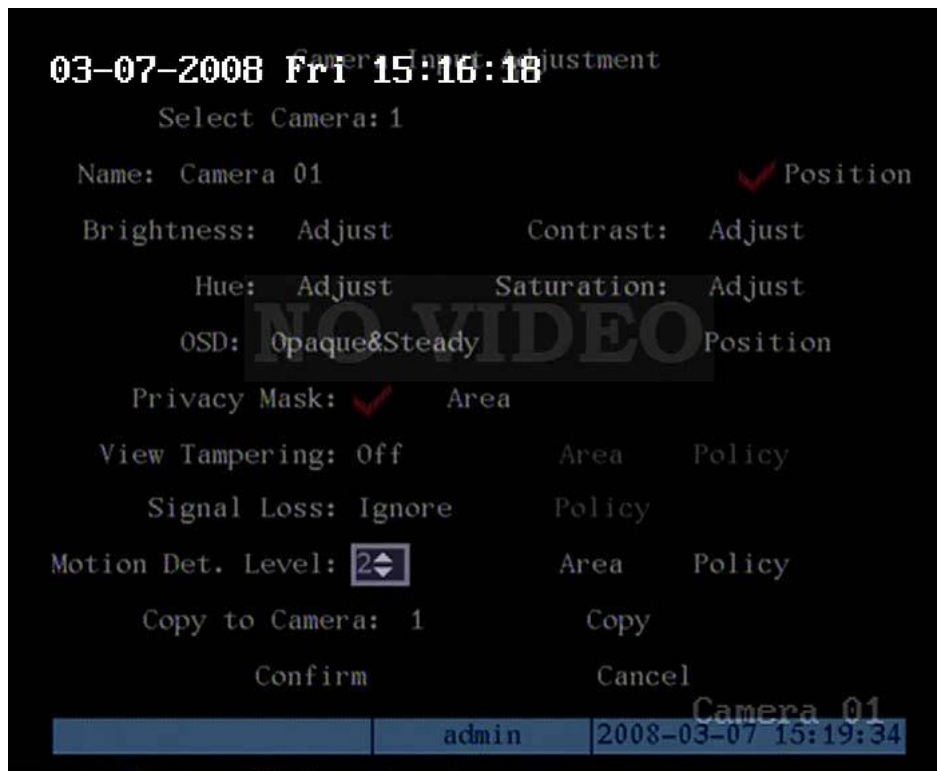 Camera Input Adjustment
03-07-2008 Fri 15:16:18
Select Camera: 1
Name: Camera 01 Position
Brightness: Adjust Contrast: Adjust
Hue: Adjust Saturation: Adjust
NO VIDEO
OSD: Opaque&Steady Position
Privacy Mask: Area
View Tampering: Off Area Policy
Signal Loss: Ignore Policy
Motion Det. Level: 2 Area Policy
Copy to Camera: 1 Copy
Confirm Cancel
Camera 01
admin 2008-03-07 15:19:34